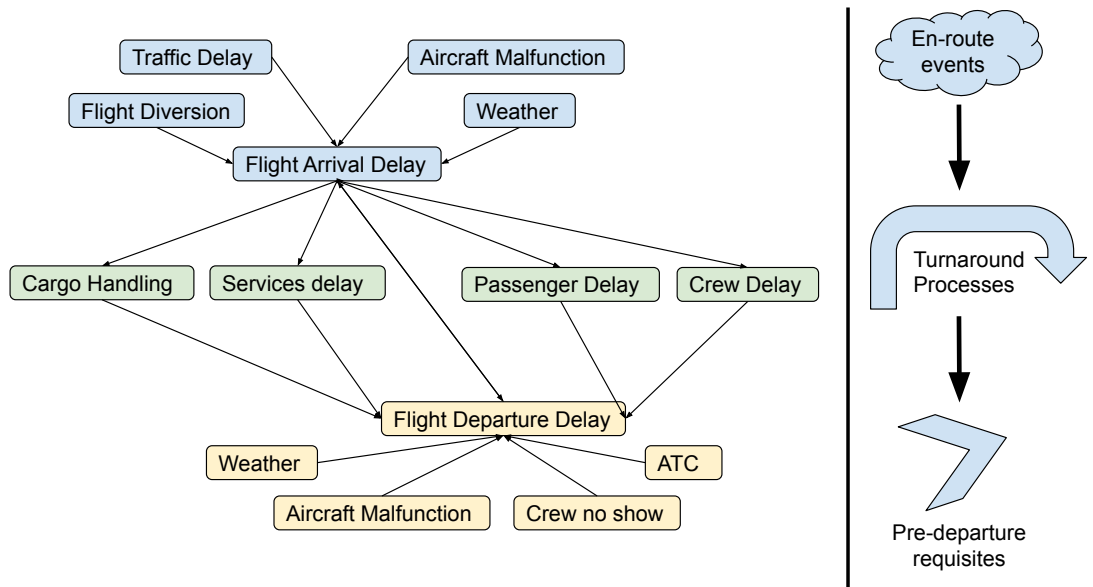 Traffic Delay
Aircraft Malfunction
Flight Diversion
Weather
Flight Arrival Delay
Cargo Handling
Services delay
Passenger Delay
Crew Delay
Flight Departure Delay
Weather
ATC
Aircraft Malfunction
Crew no show
En-route
events
Turnaround
Processes
Pre-departure
requisites